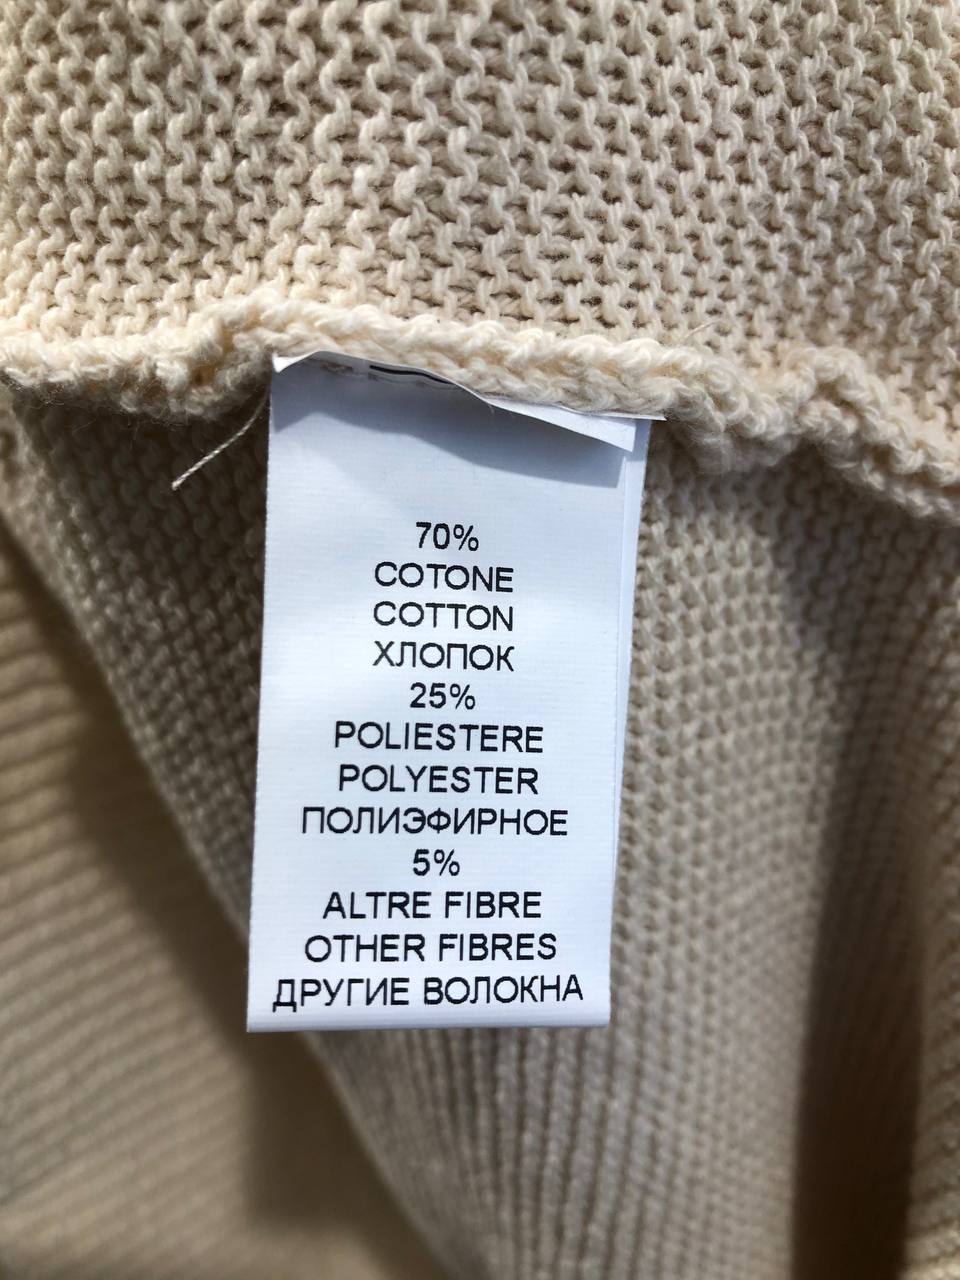 70%
COTONE
COTTON
ХЛОПОК
25%
POLIESTERE
POLYESTER
ПОЛИЭФИРНОЕ
5%
ALTRE FIBRE
OTHER FIBRES
ДРУГИЕ ВОЛОКНА